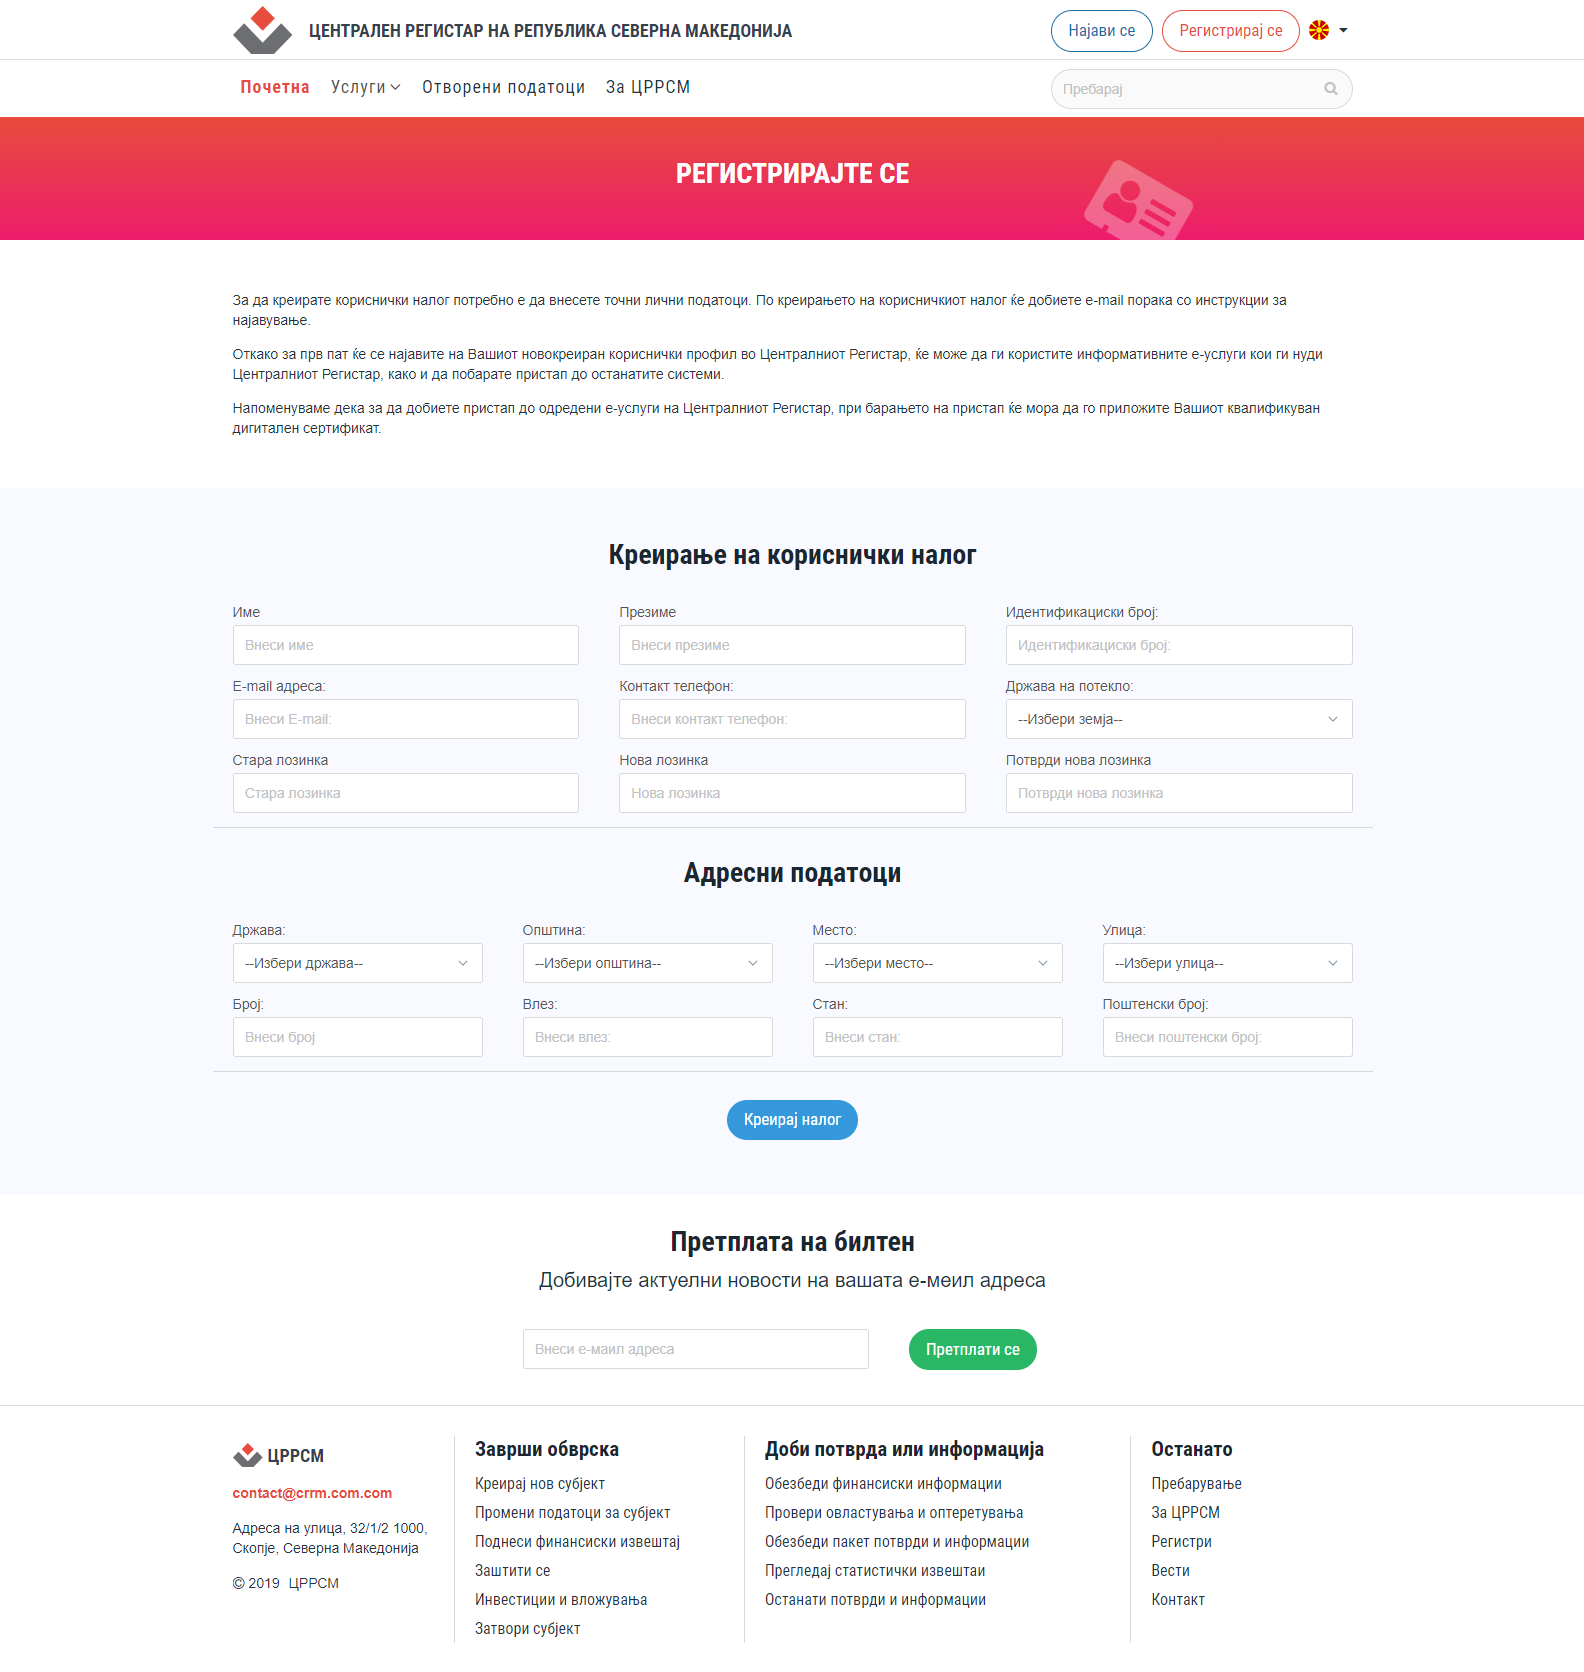 ЦЕНТРАЛЕН РЕГИСТАР НА РЕПУБЛИКА СЕВЕРНА МАКЕДОНИЈА
Најави се
Регистрирај се
Почетна
Услуги
Отворени податоци
За ЦРРСМ
Пребарај
РЕГИСТРИРАЈТЕ СЕ
За да креирате кориснички налог потребно е да внесете точни лични податоци. По креирањето на корисничкиот налог ќе добиете e-mail порака со инструкции за
најавување.
Откако за прв пат ќе се најавите на Вашиот новокреиран кориснички профил во Централниот Регистар, ќе може да ги користите информативните е-услуги кои ги нуди
Централниот Регистар, како и да побарате пристап до останатите системи.
Напоменуваме дека за да добиете пристап до одредени е-услуги на Централниот Регистар, при барањето на пристап ќе мора да го приложите Вашиот квалификуван
дигитален сертификат.
Креирање на кориснички налог
Име
Презиме
Идентификациски број:
Внеси име
Внеси презиме
Идентификациски број:
E-mail адреса:
Контакт телефон:
Држава на потекло:
Внеси E-mail:
Внеси контакт телефон:
--Избери земја--
Стара лозинка
Нова лозинка
Потврди нова лозинка
Стара лозинка
Нова лозинка
Потврди нова лозинка
Адресни податоци
Држава:
Општина:
Место:
Улица:
--Избери држава--
--Избери општина--
--Избери место--
--Избери улица--
Број:
Влез:
Стан:
Поштенски број:
Внеси број
Внеси влез:
Внеси стан:
Внеси поштенски број:
Креирај налог
Претплата на билтен
Добивајте актуелни новости на вашата е-меил адреса
Внеси е-маил адреса
Претплати се
ЦРРСМ
contact@crrm.com.com
Адреса на улица, 32/1/2 1000,
Скопје, Северна Македонија
© 2019 ЦРРСМ
Заврши обврска
Креирај нов субјект
Промени податоци за субјект
Поднеси финансиски извештај
Заштити се
Инвестиции и вложувања
Затвори субјект
Доби потврда или информација
Обезбеди финансиски информации
Провери овластувања и оптеретувања
Обезбеди пакет потврди и информации
Прегледај статистички извештаи
Останати потврди и информации
Останато
Пребарување
За ЦРРСМ
Регистри
Вести
Контакт